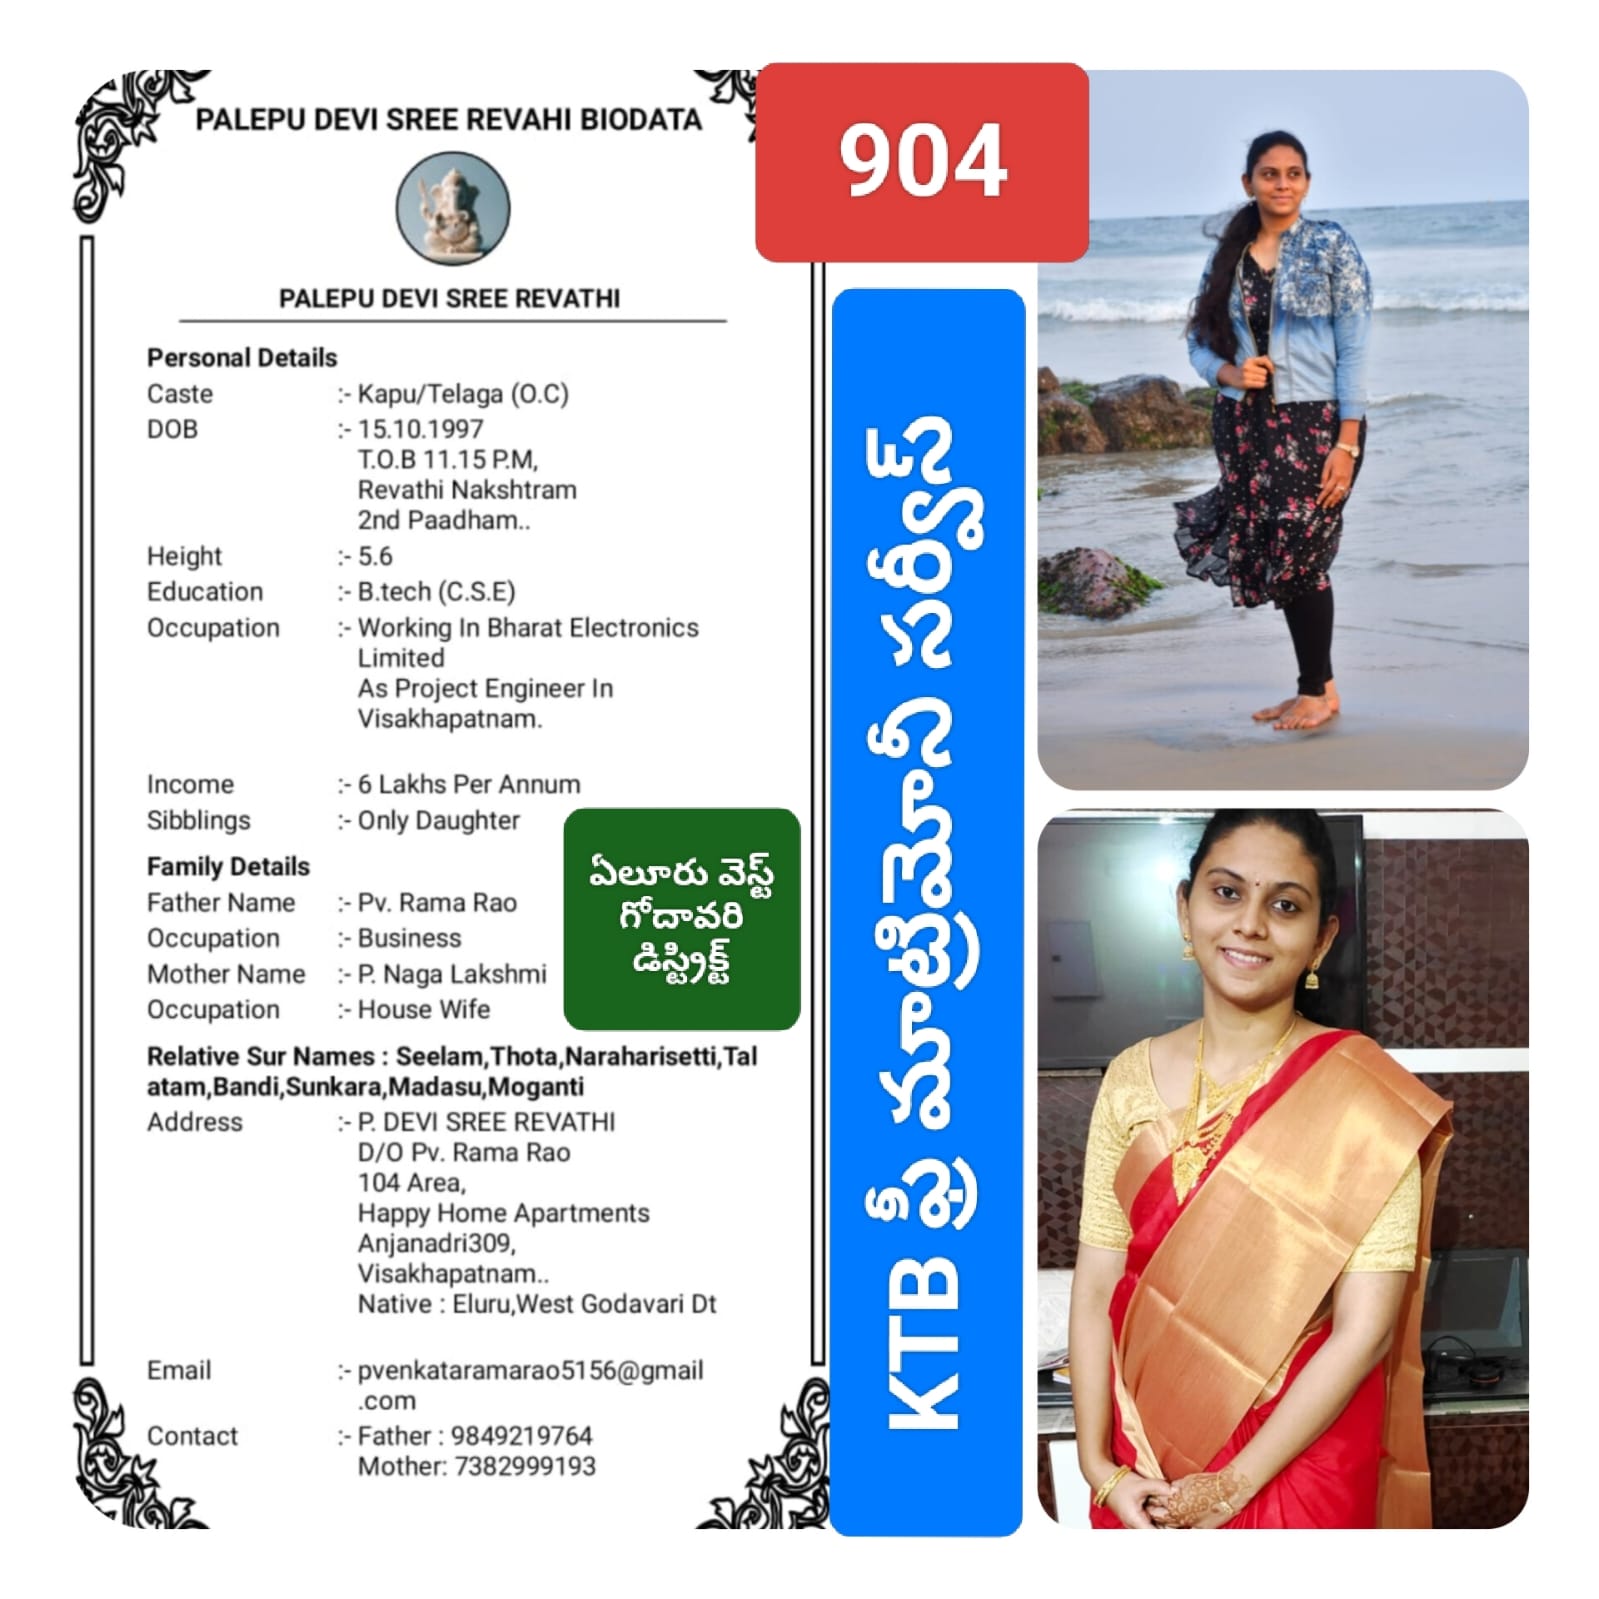 PALEPU DEVI SREE REVAHI BIODATA
904
PALEPU DEVI SREE REVATHI
Personal Details
Caste :- Kapu/Telaga (O.C)
DOB :- 15.10.1997
T.O.B 11.15 P.M,
Revathi Nakshtram
2nd Paadham..
Height :- 5.6
Education :- B.tech (C.S.E)
Occupation :- Working In Bharat Electronics
Limited
As Project Engineer In
Visakhapatnam.
Income :- 6 Lakhs Per Annum
Sibblings :- Only Daughter
Family Details
Father Name :- Pv. Rama Rao
Occupation :- Business
Mother Name :- P. Naga Lakshmi
Occupation :- House Wife
ఏలూరు వెస్ట్
గోదావరి
డిస్ట్రిక్ట్
Relative Sur Names : Seelam,Thota,Naraharisetti,Tal
atam,Bandi,Sunkara,Madasu,Moganti
Address :- P. DEVI SREE REVATHI
D/O Pv. Rama Rao
104 Area,
Happy Home Apartments
Anjanadri309,
Visakhapatnam..
Native : Eluru,West Godavari Dt
Email :- pvenkataramarao5156@gmail
.com
Contact :- Father : 9849219764
Mother: 7382999193
KTB ఫ్రీ మాట్రిమోనీ సర్వీస్